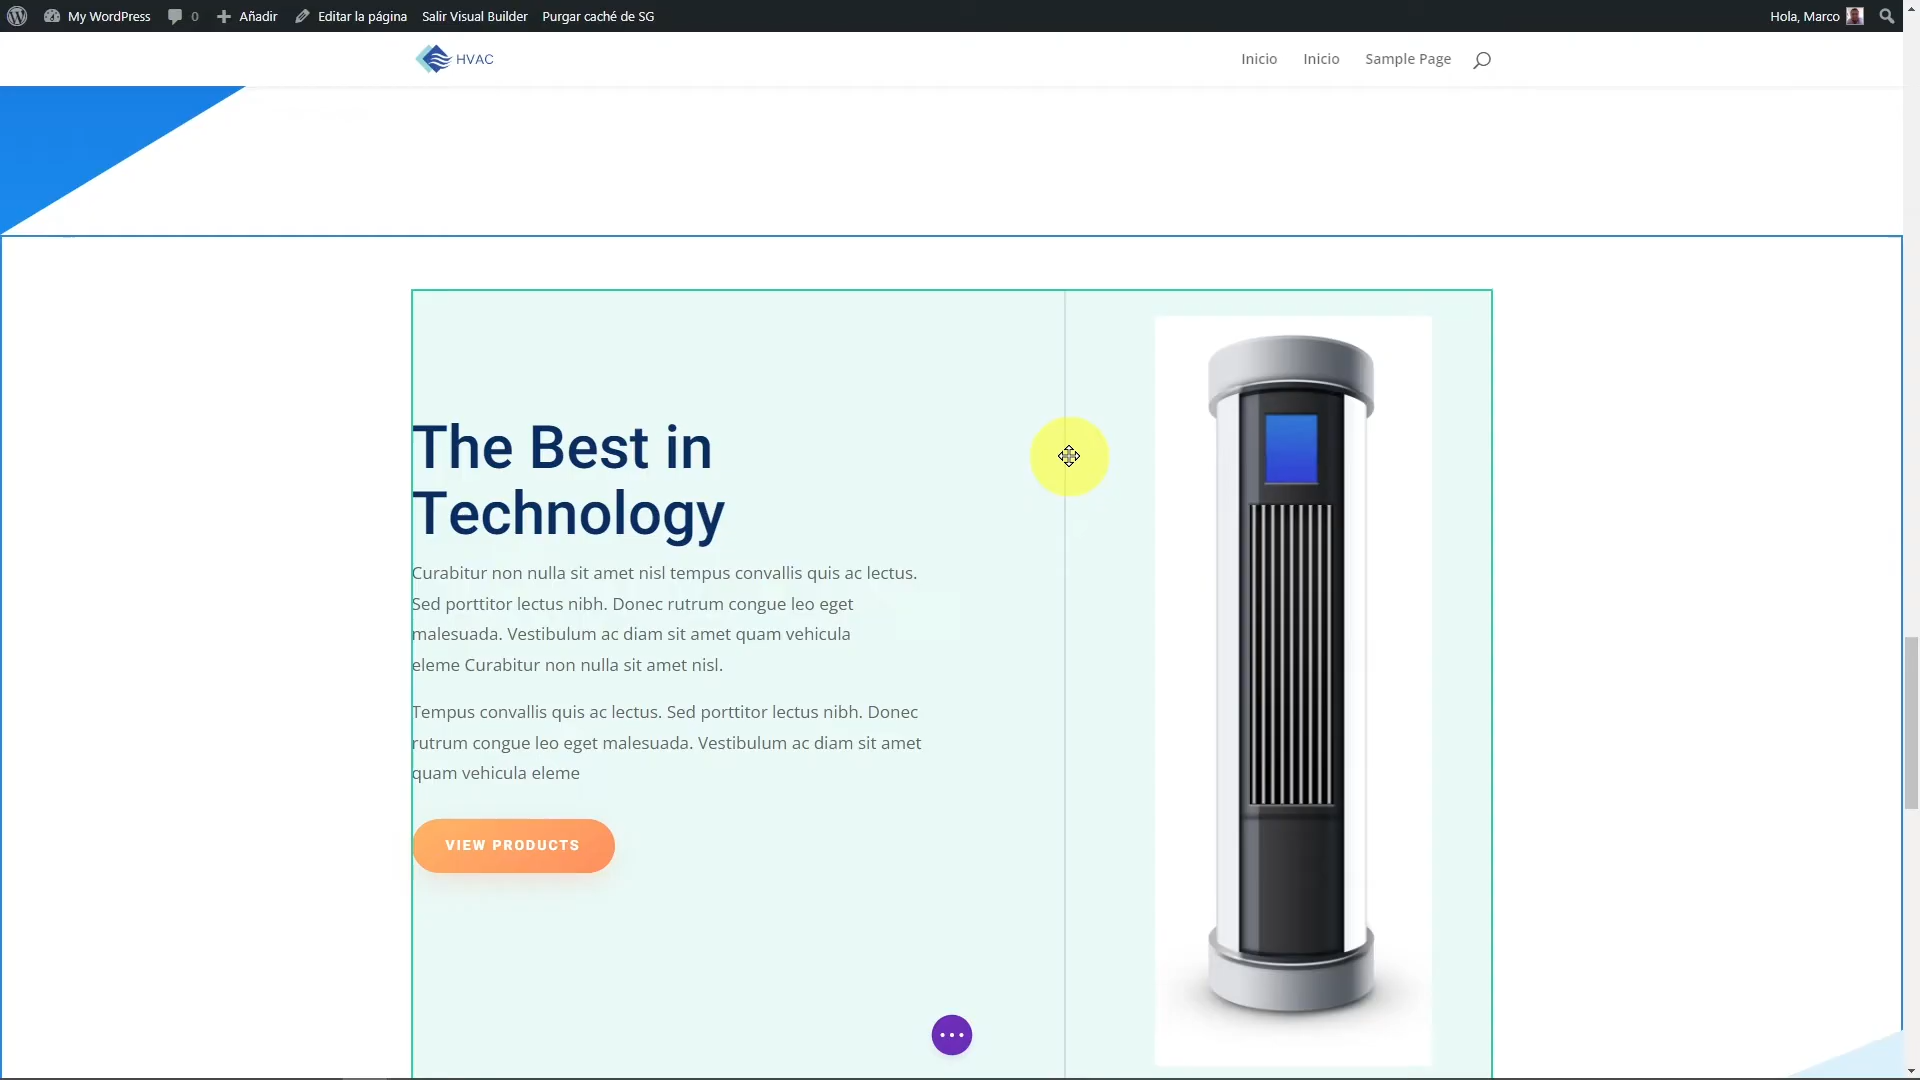 My WordPress 0 Añadir Editar la página Salir Visual Builder Purgar caché de SG Hola, Marco
HVAC Inicio Inicio Sample Page
The Best in
Technology
Curabitur non nulla sit amet nisl tempus convallis quis ac lectus.
Sed porttitor lectus nibh. Donec rutrum congue leo eget
malesuada. Vestibulum ac diam sit amet quam vehicula
eleme Curabitur non nulla sit amet nisl.
Tempus convallis quis ac lectus. Sed porttitor lectus nibh. Donec
rutrum congue leo eget malesuada. Vestibulum ac diam sit amet
quam vehicula eleme
VIEW PRODUCTS